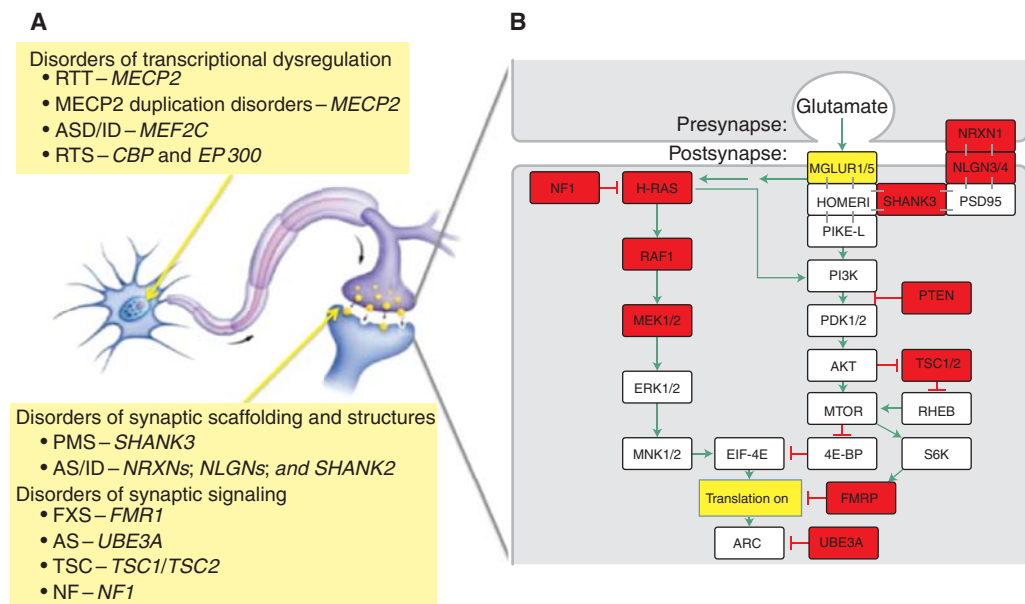 A
Disorders of transcriptional dysregulation
• RTT – MECP2
• MECP2 duplication disorders – MECP2
• ASD/ID – MEF2C
• RTS – CBP and EP300
Disorders of synaptic scaffolding and structures
• PMS – SHANK3
• AS/ID – NRXNs; NLGNs; and SHANK2
Disorders of synaptic signaling
• FXS – FMR1
• AS – UBE3A
• TSC – TSC1/TSC2
• NF – NF1
B
Glutamate
Presynapse:
NRXN1
Postsynapse:
MGLUR1/5
NLGN3/4
NF1
H-RAS
HOMERI
SHANK3
PSD95
PIKE-L
RAF1
PI3K
PTEN
MEK1/2
PDK1/2
AKT
TSC1/2
ERK1/2
MTOR
RHEB
MNK1/2
EIF-4E
4E-BP
S6K
Translation on
FMRP
ARC
UBE3A